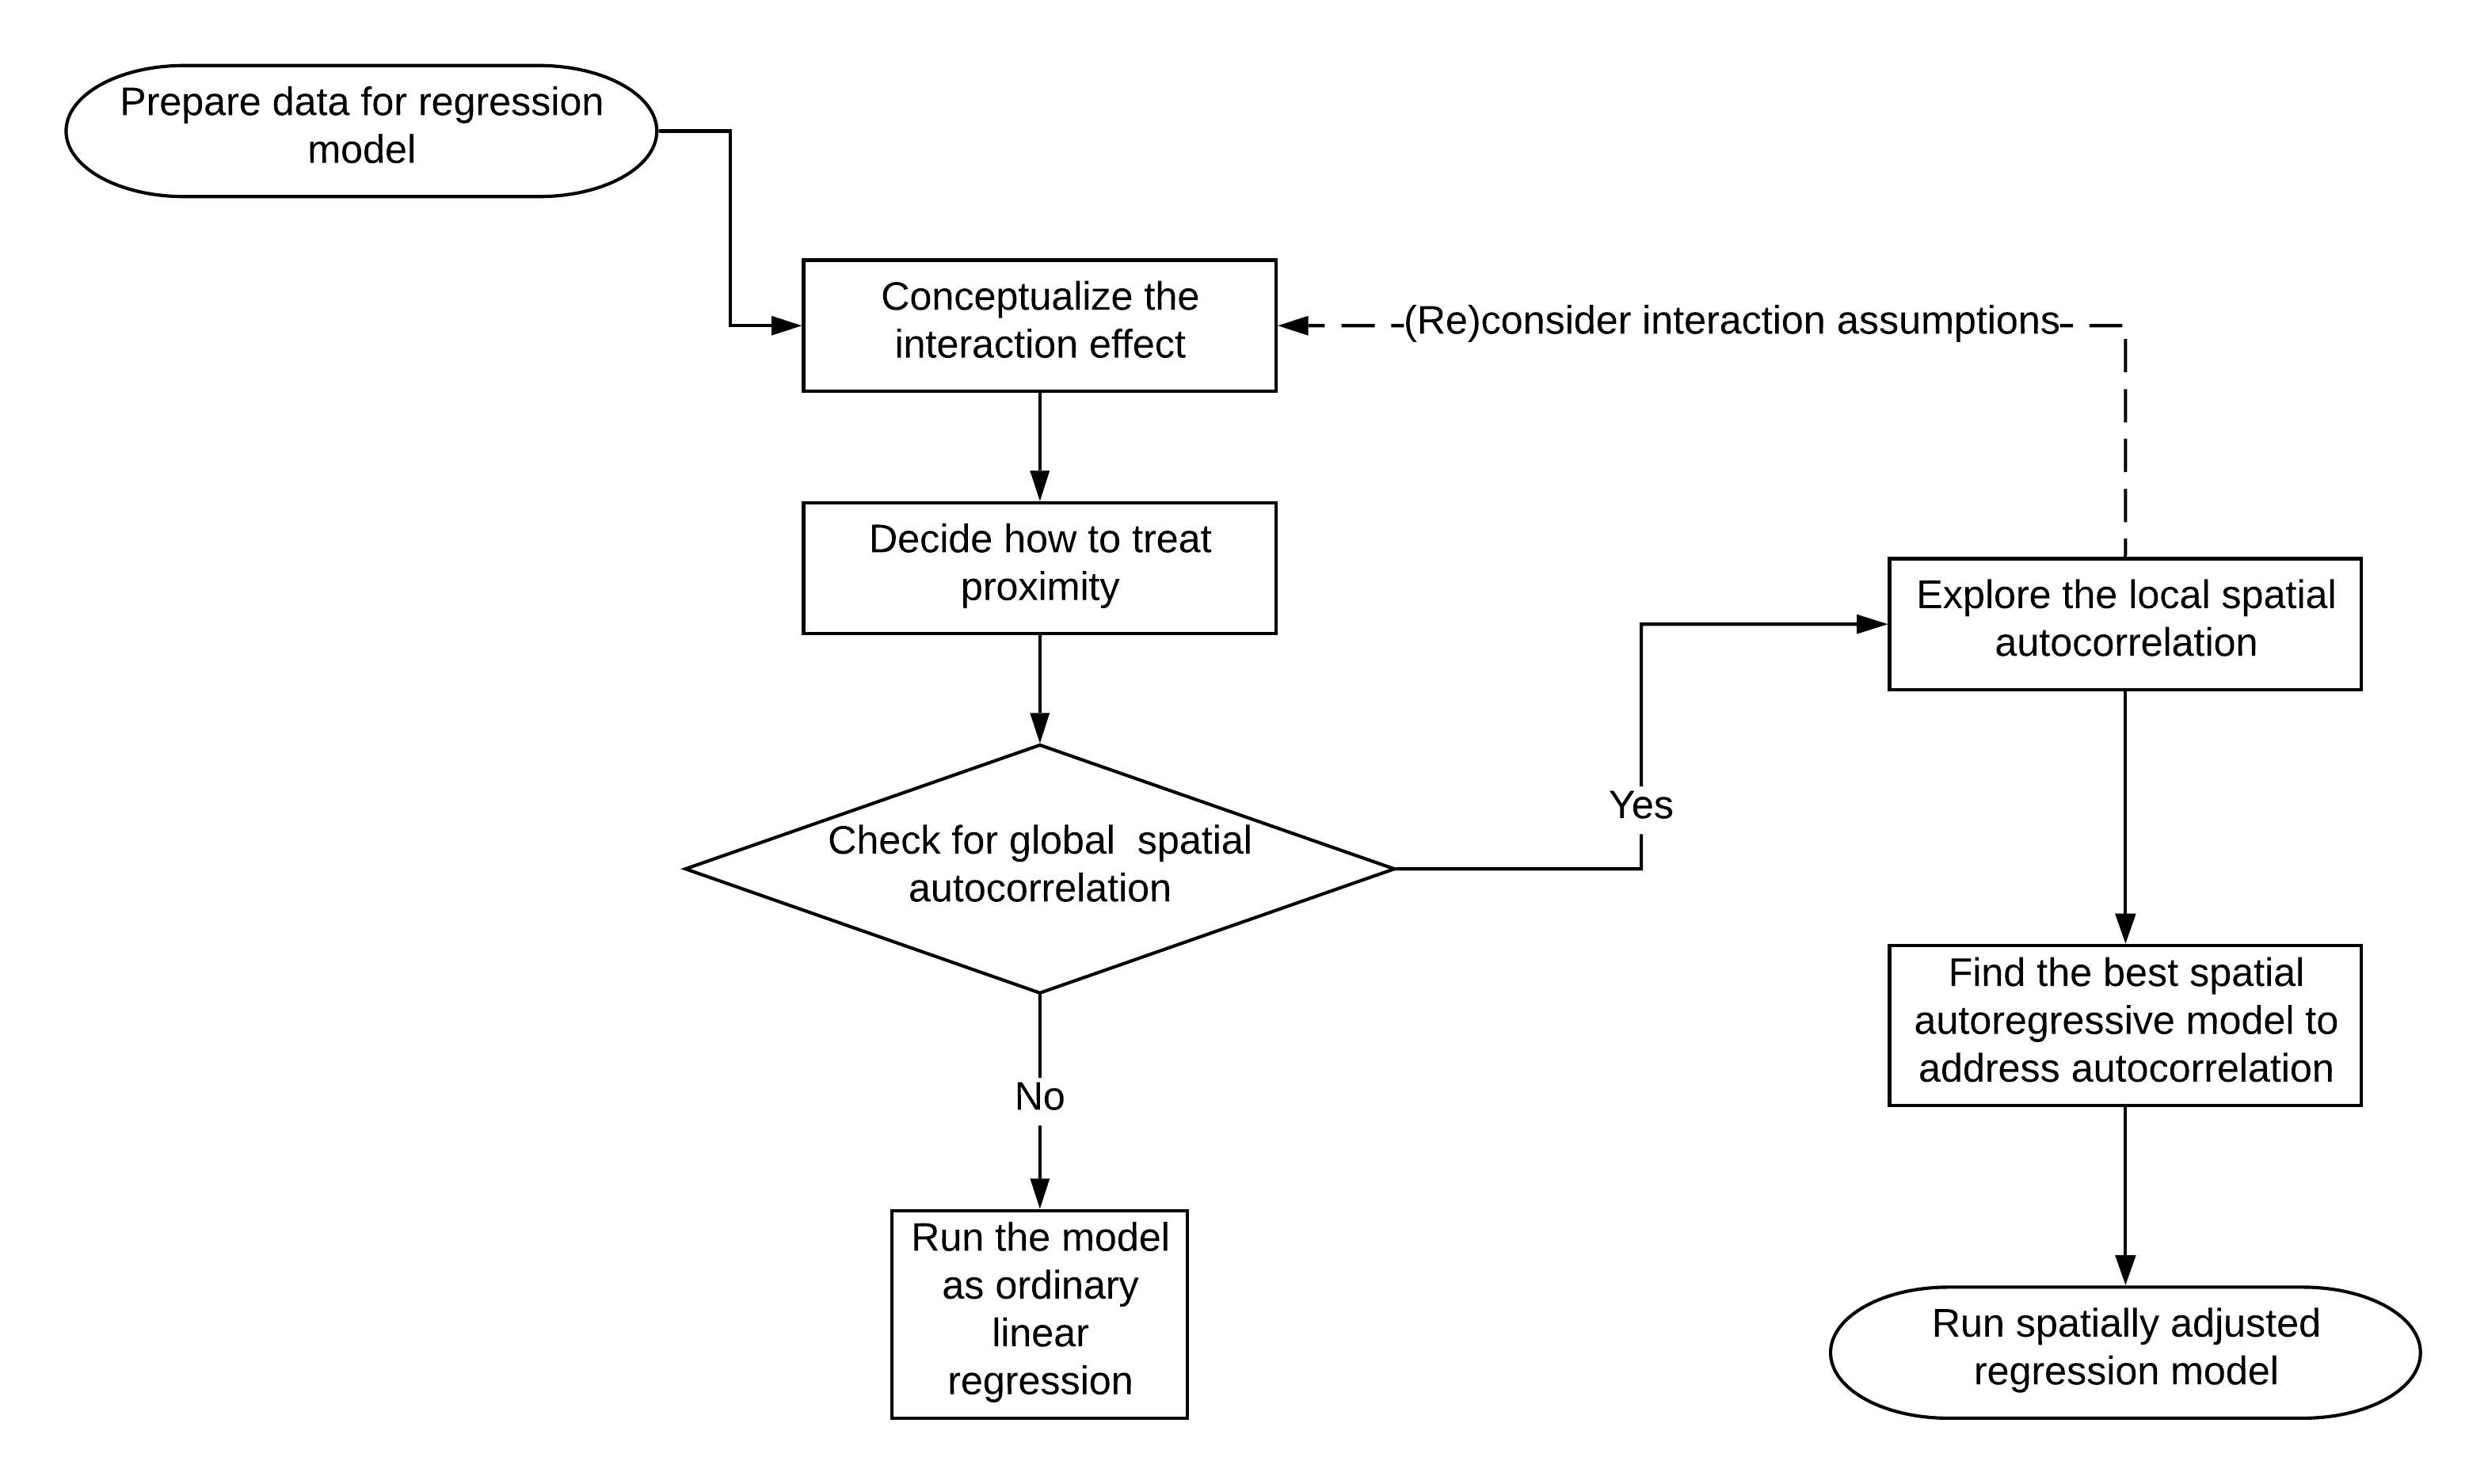 Prepare data for regression
model
Conceptualize the
interaction effect
(Re)consider interaction assumptions
Decide how to treat
proximity
Explore the local spatial
autocorrelation
Check for global  spatial
autocorrelation
Yes
Find the best spatial
autoregressive model to
address autocorrelation
No
Run the model
as ordinary
linear
regression
Run spatially adjusted
regression model